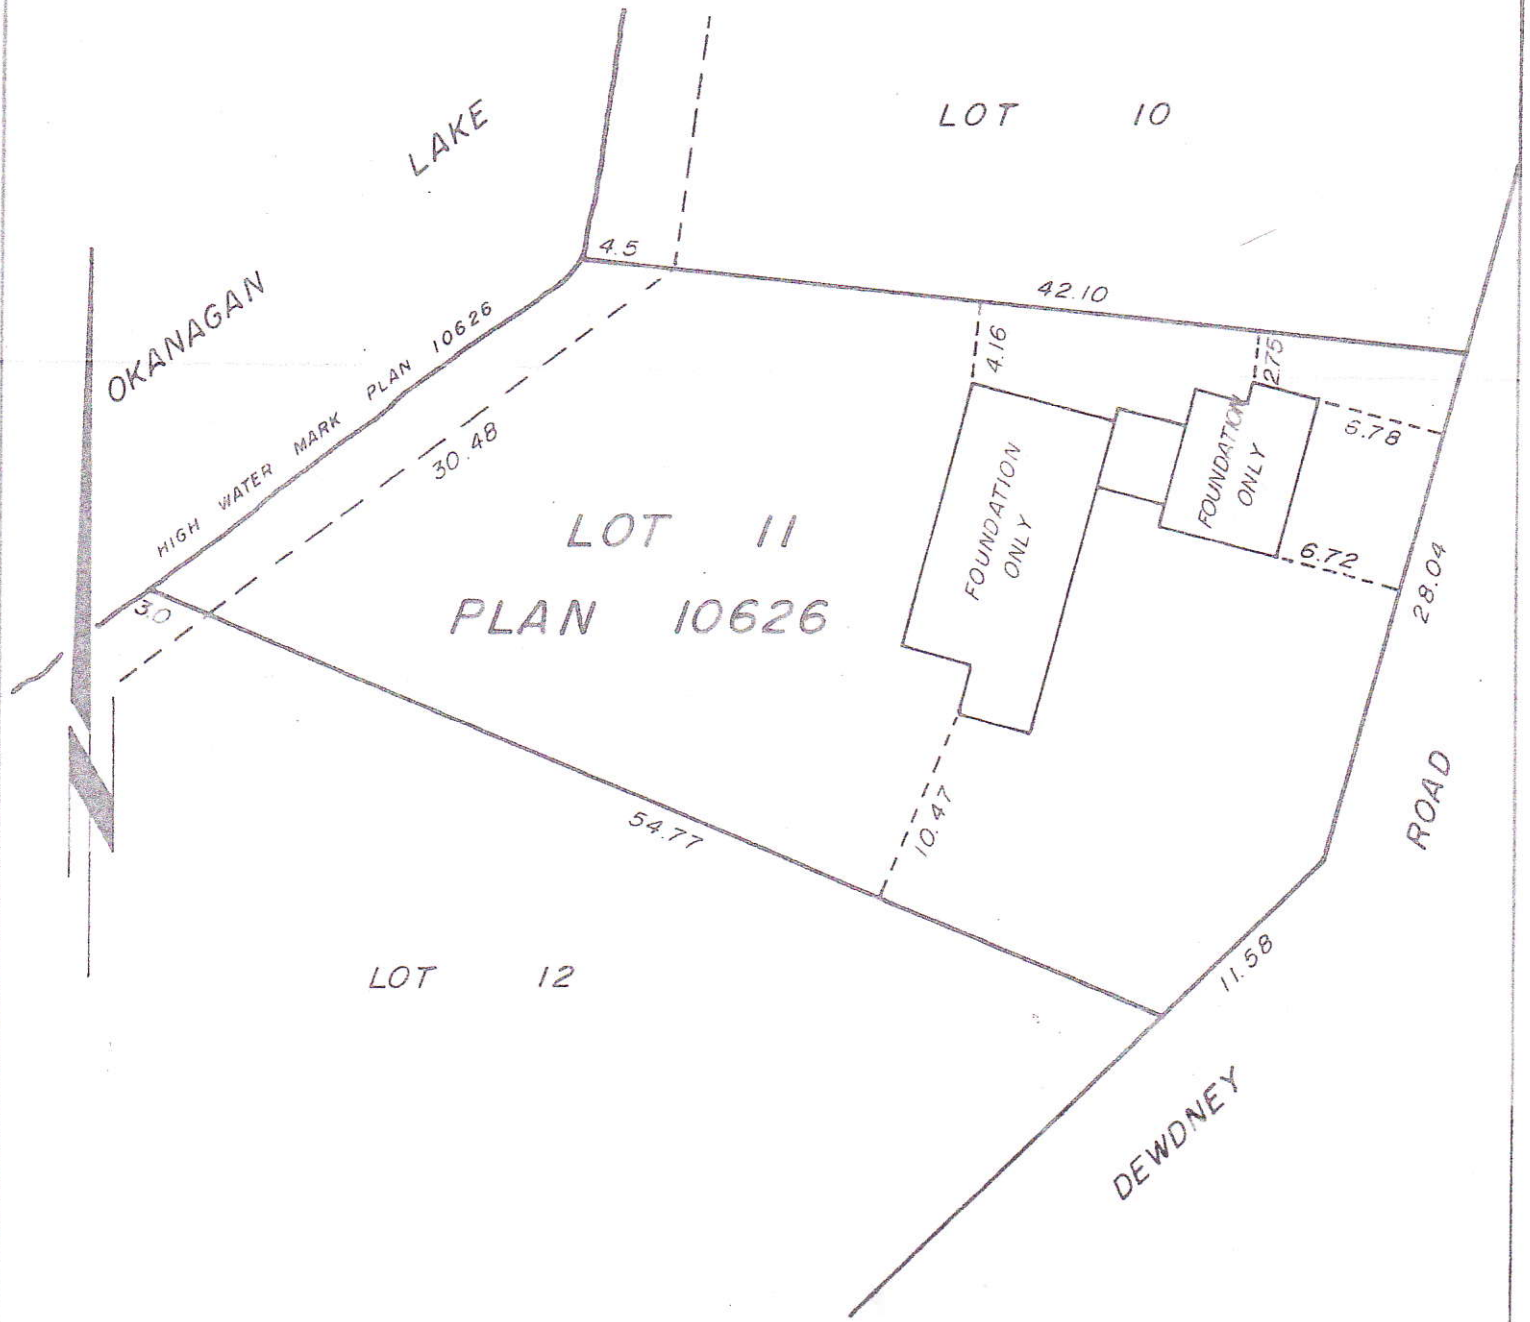 LOT 10
OKANAGAN LAKE
4.5
42.10
HIGH WATER MARK PLAN 10626
4.16
2.75
6.78
30.48
FOUNDATION
ONLY
FOUNDATION
ONLY
LOT 11
PLAN 10626
6.72
28.04
3.0
54.77
10.47
11.58
LOT 12
DEWDNEY ROAD